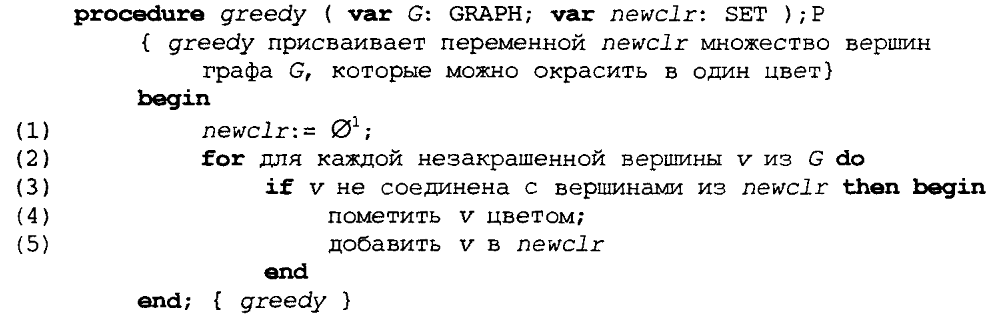 procedure greedy ( var G: GRAPH; var newclr: SET );P
{ greedy присваивает переменной newclr множество вершин
графа G, которые можно окрасить в один цвет}
begin
(1) newclr:= Ø¹;
(2) for для каждой незакрашенной вершины v из G do
(3) if v не соединена с вершинами из newclr then begin
(4) пометить v цветом;
(5) добавить v в newclr
end
end; { greedy }